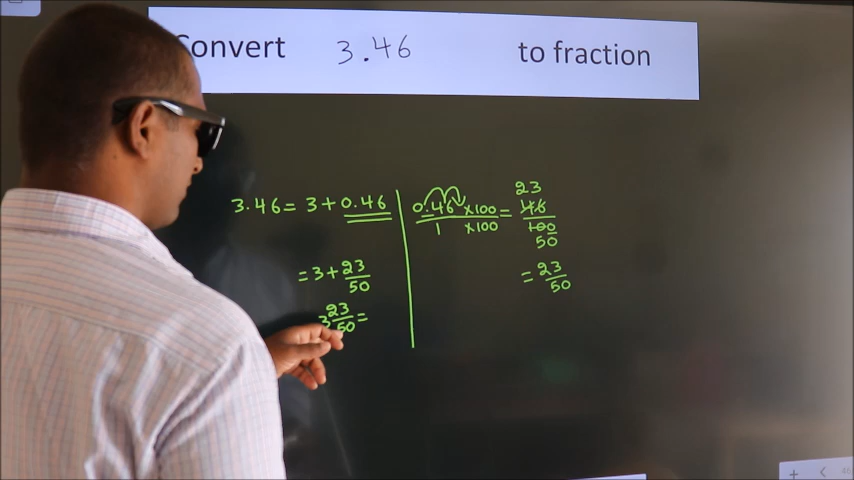 Convert 3.46 to fraction
3.46 = 3 + 0.46
= 3 + 23/50
3 23/50 =
0.46 x100 / 1 x100 = 46/100
23
50
= 23/50